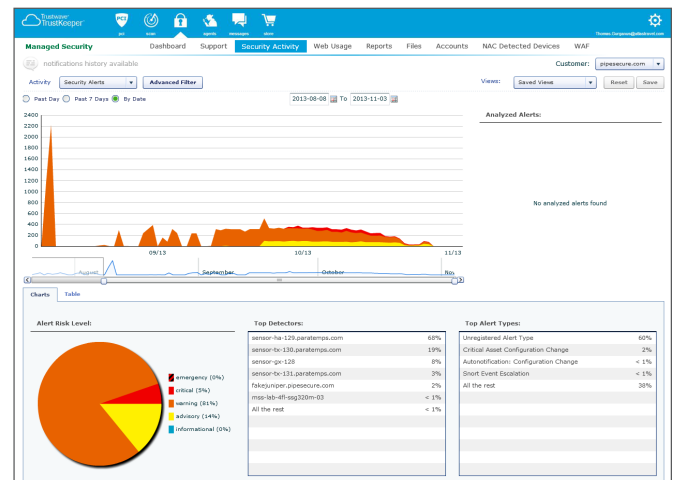 Trustwave
TrustKeeper
PCI
pci scan agents messages store
Managed Security Dashboard Support Security Activity Web Usage Reports Files Accounts NAC Detected Devices WAF
notifications history available Customer: pipesecure.com
Activity Security Alerts Advanced Filter Views: Saved Views Reset Save
Past Day Past 7 Days By Date 2013-08-08 To 2013-11-03
Analyzed Alerts:
No analyzed alerts found
2400
2200
2000
1800
1600
1400
1200
1000
800
600
400
200
0
09/13 10/13 11/13
August September October Nov
Charts Table
Alert Risk Level:
emergency (0%)
critical (5%)
warning (81%)
advisory (14%)
informational (0%)
Top Detectors:
sensor-ha-129.paratemps.com 68%
sensor-tx-130.paratemps.com 19%
sensor-gx-128 8%
sensor-tx-131.paratemps.com 3%
fakejuniper.pipesecure.com 2%
mss-lab-4fl-ssg320m-03 < 1%
All the rest < 1%
Top Alert Types:
Unregistered Alert Type 60%
Critical Asset Configuration Change 2%
Autonotification: Configuration Change < 1%
Snort Event Escalation < 1%
All the rest 38%